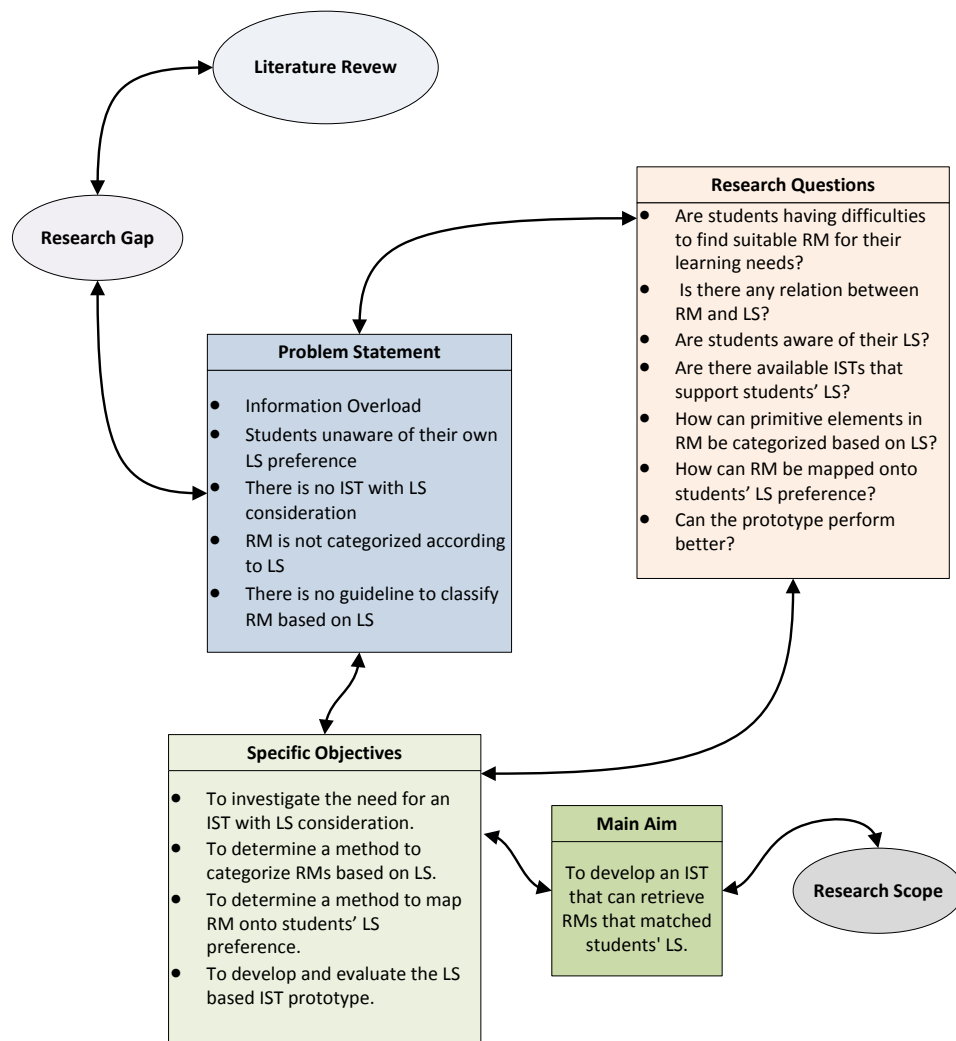 Literature Revew
Research Gap
Research Questions
● Are students having difficulties
to find suitable RM for their
learning needs?
● Is there any relation between
RM and LS?
● Are students aware of their LS?
● Are there available ISTs that
support students’ LS?
● How can primitive elements in
RM be categorized based on LS?
● How can RM be mapped onto
students’ LS preference?
● Can the prototype perform
better?
Problem Statement
● Information Overload
● Students unaware of their own
LS preference
● There is no IST with LS
consideration
● RM is not categorized according
to LS
● There is no guideline to classify
RM based on LS
Specific Objectives
● To investigate the need for an
IST with LS consideration.
● To determine a method to
categorize RMs based on LS.
● To determine a method to map
RM onto students’ LS
preference.
● To develop and evaluate the LS
based IST prototype.
Main Aim
To develop an IST
that can retrieve
RMs that matched
students' LS.
Research Scope